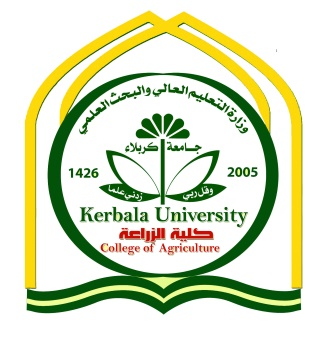 وزارة التعليم العالي والبحث العلمي
جامعة كربلاء
1426
2005
وقل ربي
زدني علما
Kerbala University
كلية الزراعة
College of Agriculture